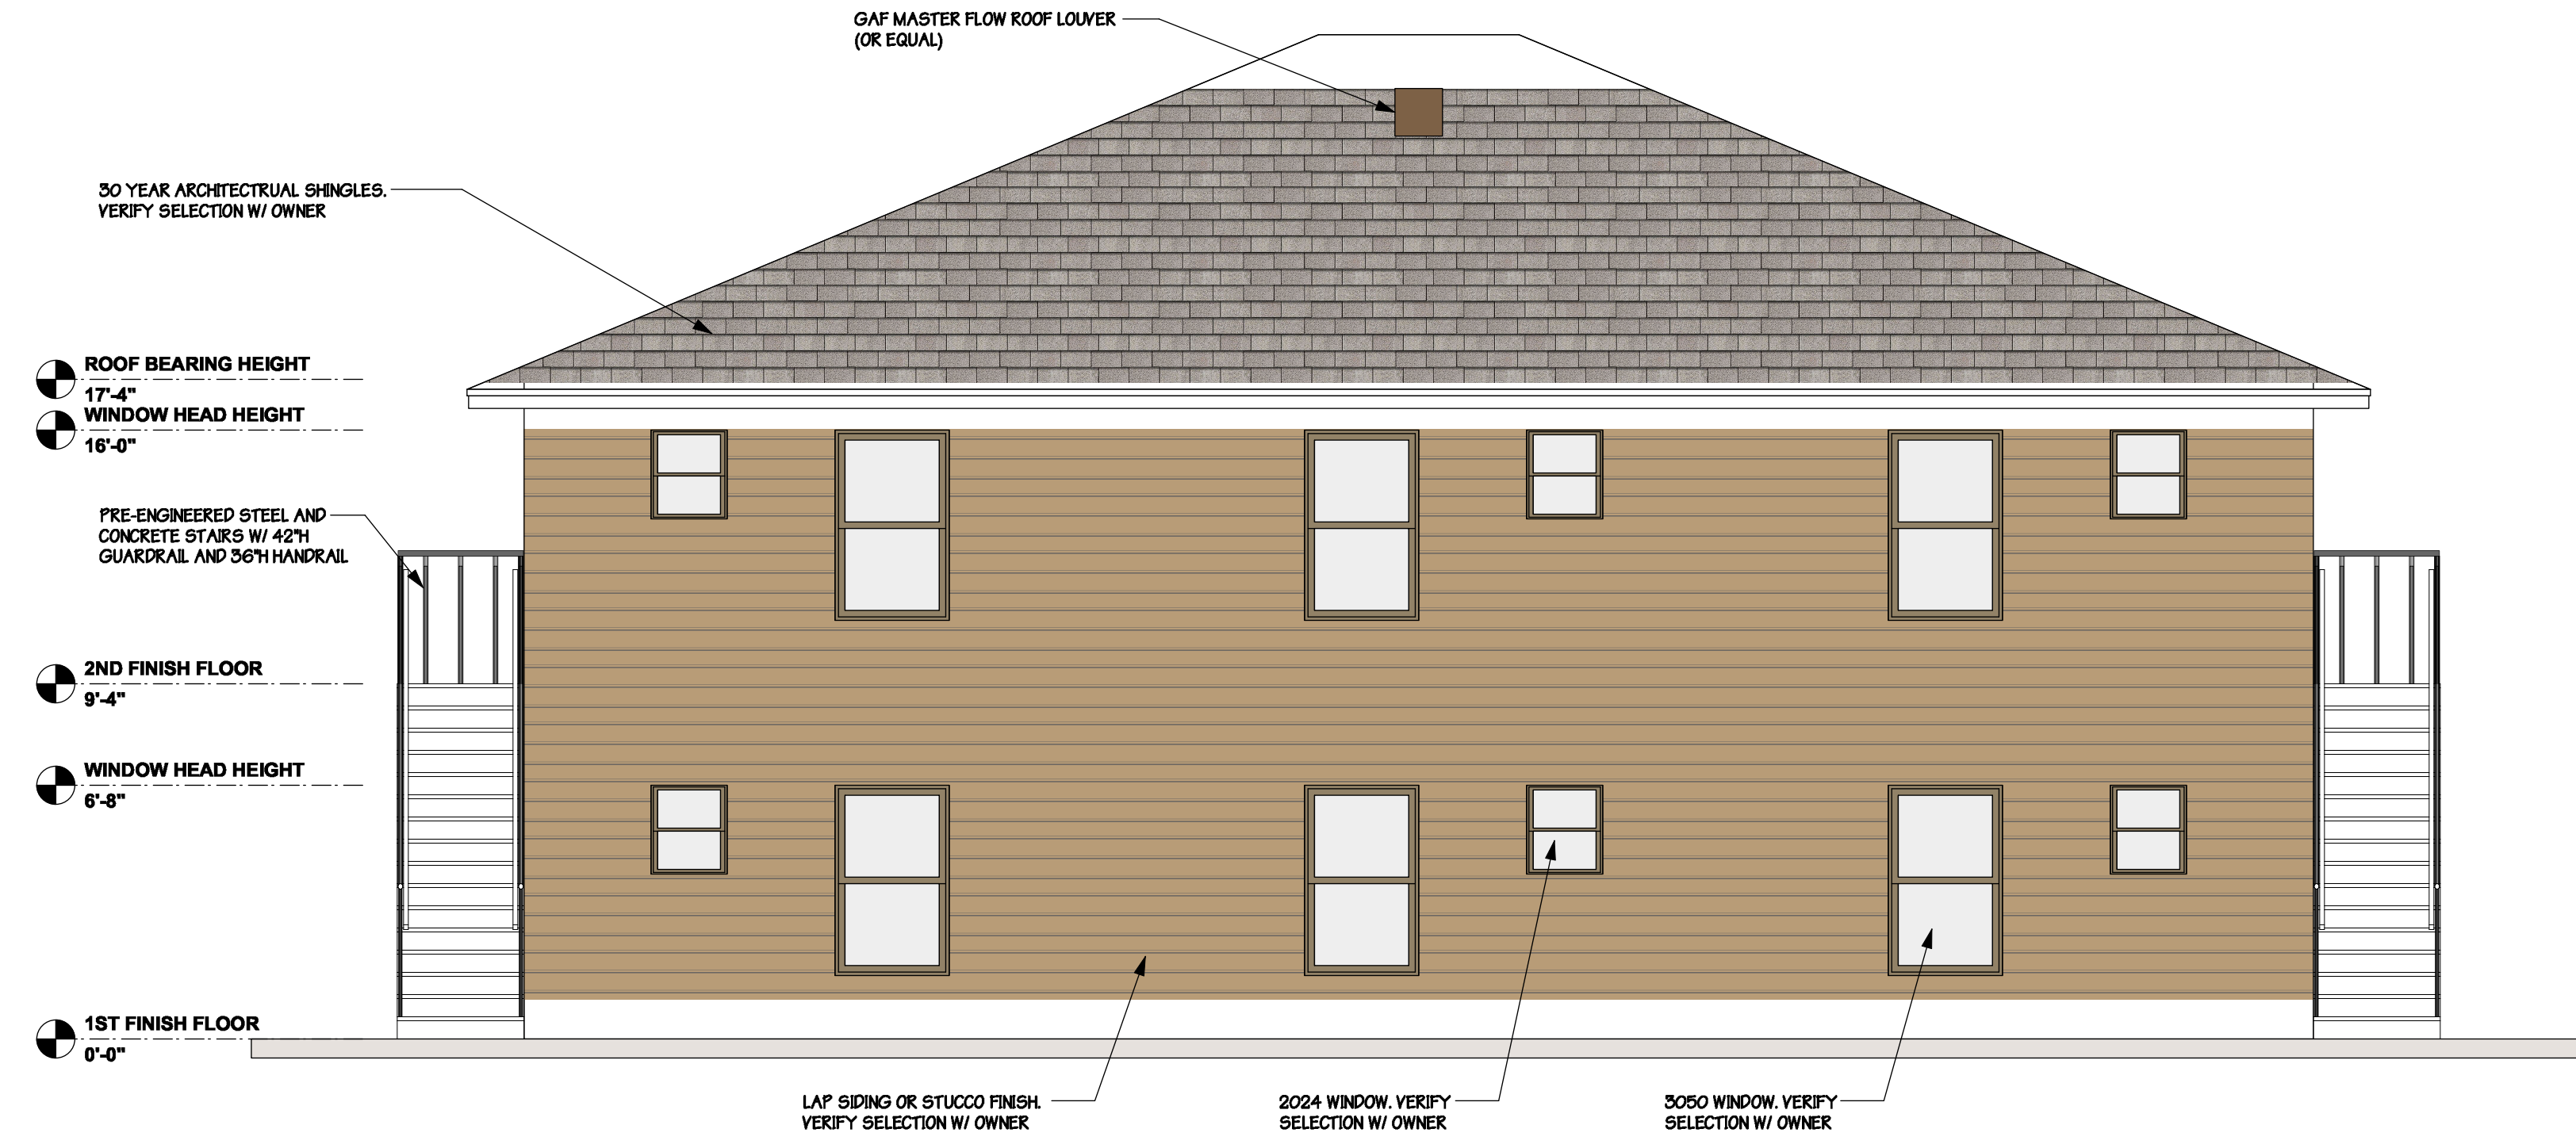 GAF MASTER FLOW ROOF LOUVER
(OR EQUAL)
30 YEAR ARCHITECTRUAL SHINGLES.
VERIFY SELECTION W/ OWNER
ROOF BEARING HEIGHT
17'-4"
WINDOW HEAD HEIGHT
16'-0"
PRE-ENGINEERED STEEL AND
CONCRETE STAIRS W/ 42"H
GUARDRAIL AND 36"H HANDRAIL
2ND FINISH FLOOR
9'-4"
WINDOW HEAD HEIGHT
6'-8"
1ST FINISH FLOOR
0'-0"
LAP SIDING OR STUCCO FINISH.
VERIFY SELECTION W/ OWNER
2024 WINDOW. VERIFY
SELECTION W/ OWNER
3050 WINDOW. VERIFY
SELECTION W/ OWNER